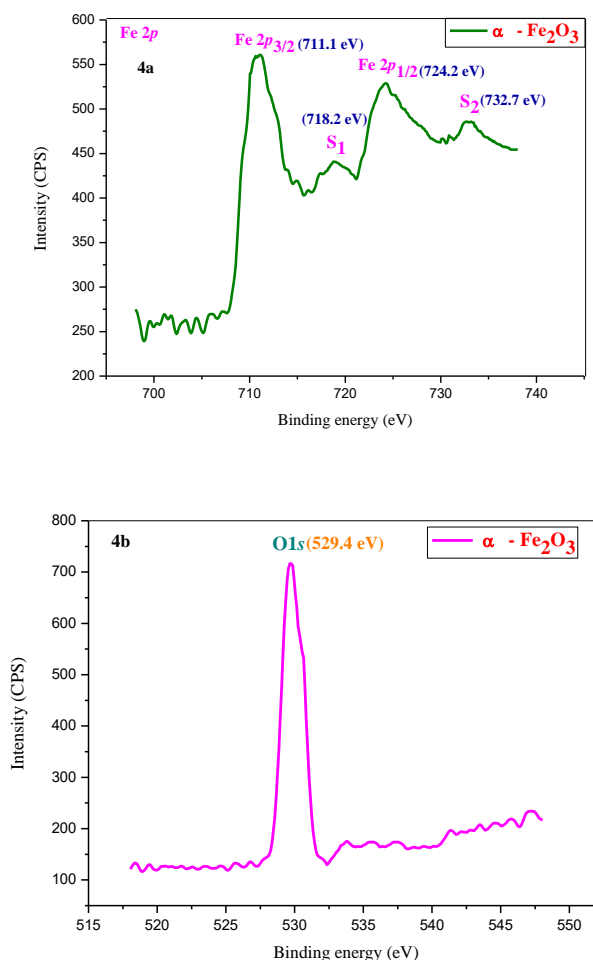 Fe 2p
4a
Fe 2p3/2 (711.1 eV)
(718.2 eV)
S1
Fe 2p1/2 (724.2 eV)
S2 (732.7 eV)
α - Fe2O3
600
550
500
450
400
350
300
250
200
Intensity (CPS)
700 710 720 730 740
Binding energy (eV)
4b
O1s (529.4 eV)
α - Fe2O3
800
700
600
500
400
300
200
100
Intensity (CPS)
515 520 525 530 535 540 545 550
Binding energy (eV)